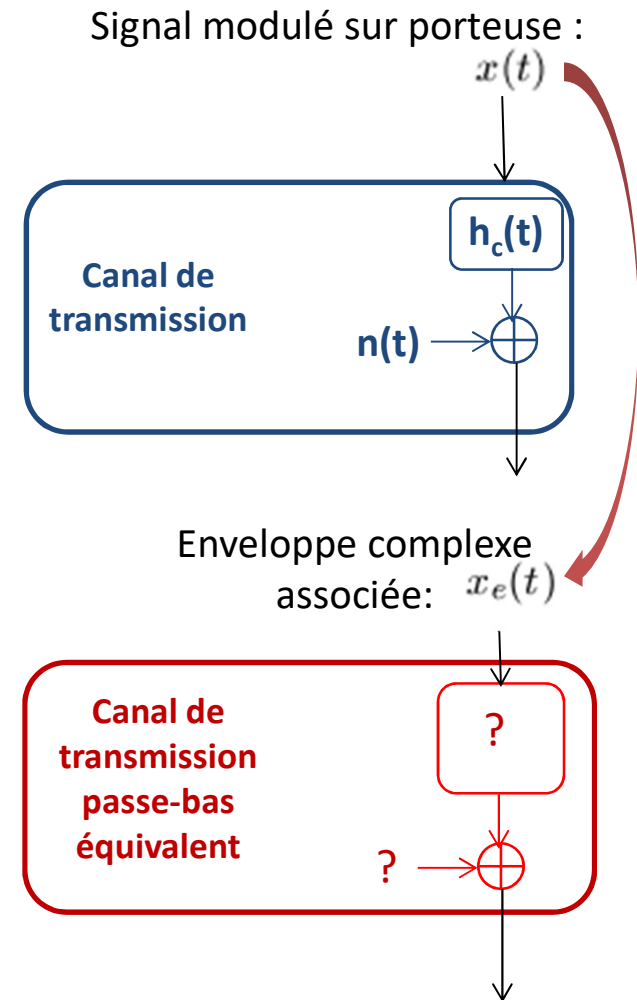 Signal modulé sur porteuse :
x(t)
h_c(t)
Canal de
transmission
n(t)
Enveloppe complexe
associée: x_e(t)
Canal de
transmission
passe-bas
équivalent
?
?